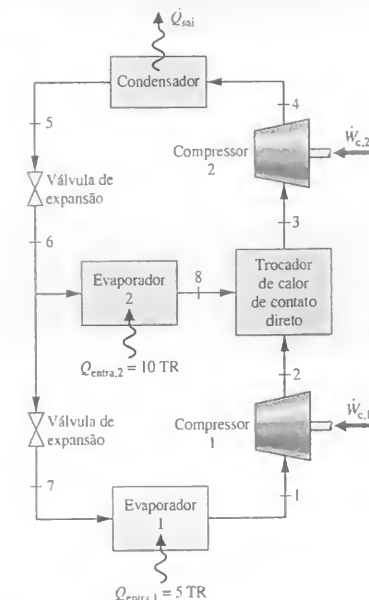 Q̇sai
Condensador
4
5
Compressor
2
Ẇc,2
Válvula de
expansão
3
6
Evaporador
2
8
Trocador
de calor
de contato
direto
Qentra,2 = 10 TR
2
Válvula de
expansão
Compressor
1
Ẇc,1
7
1
Evaporador
1
Q̇entra,1 = 5 TR